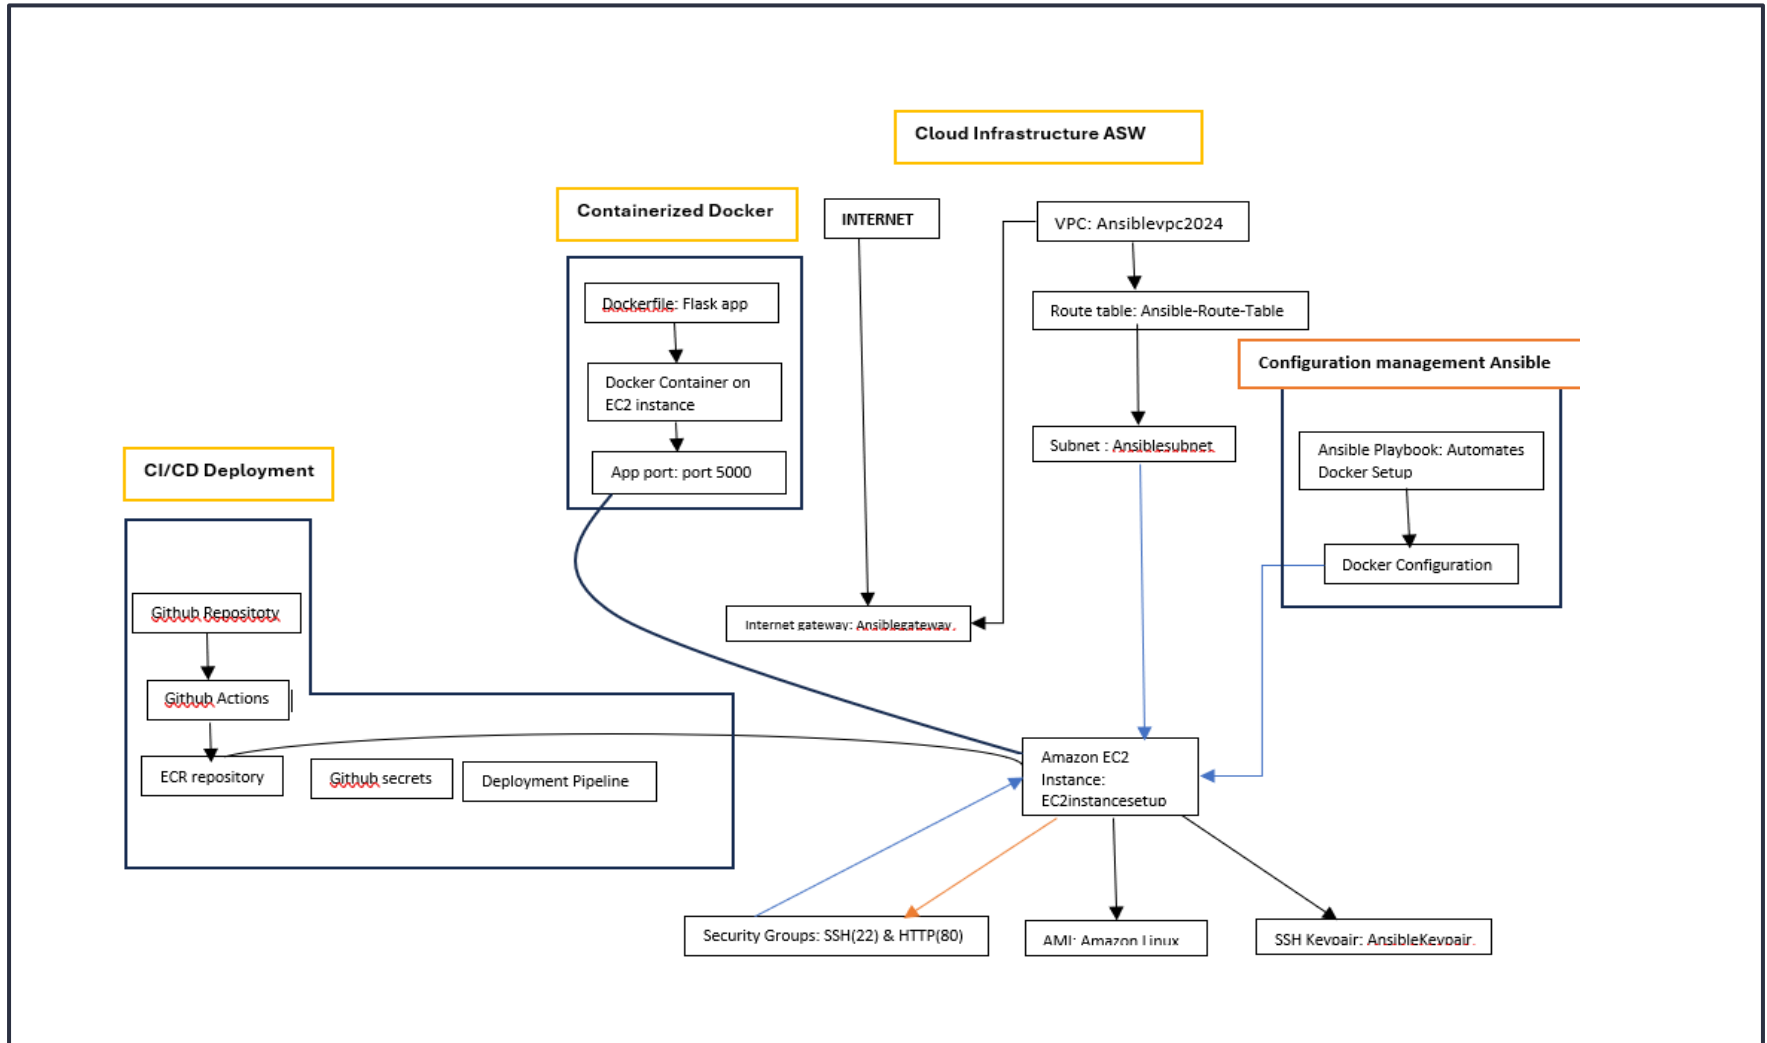 Cloud Infrastructure ASW
Containerized Docker
INTERNET
VPC: Ansiblevpc2024
Dockerfile: Flask app
Route table: Ansible-Route-Table
Configuration management Ansible
Docker Container on
EC2 instance
Subnet : Ansiblesubnet
Ansible Playbook: Automates
Docker Setup
CI/CD Deployment
App port: port 5000
Docker Configuration
Github Repositoty
Internet gateway: Ansiblegateway
Github Actions
Amazon EC2
Instance:
EC2instancesetup
ECR repository
Github secrets
Deployment Pipeline
Security Groups: SSH(22) & HTTP(80)
AMI: Amazon Linux
SSH Keypair: AnsibleKeypair